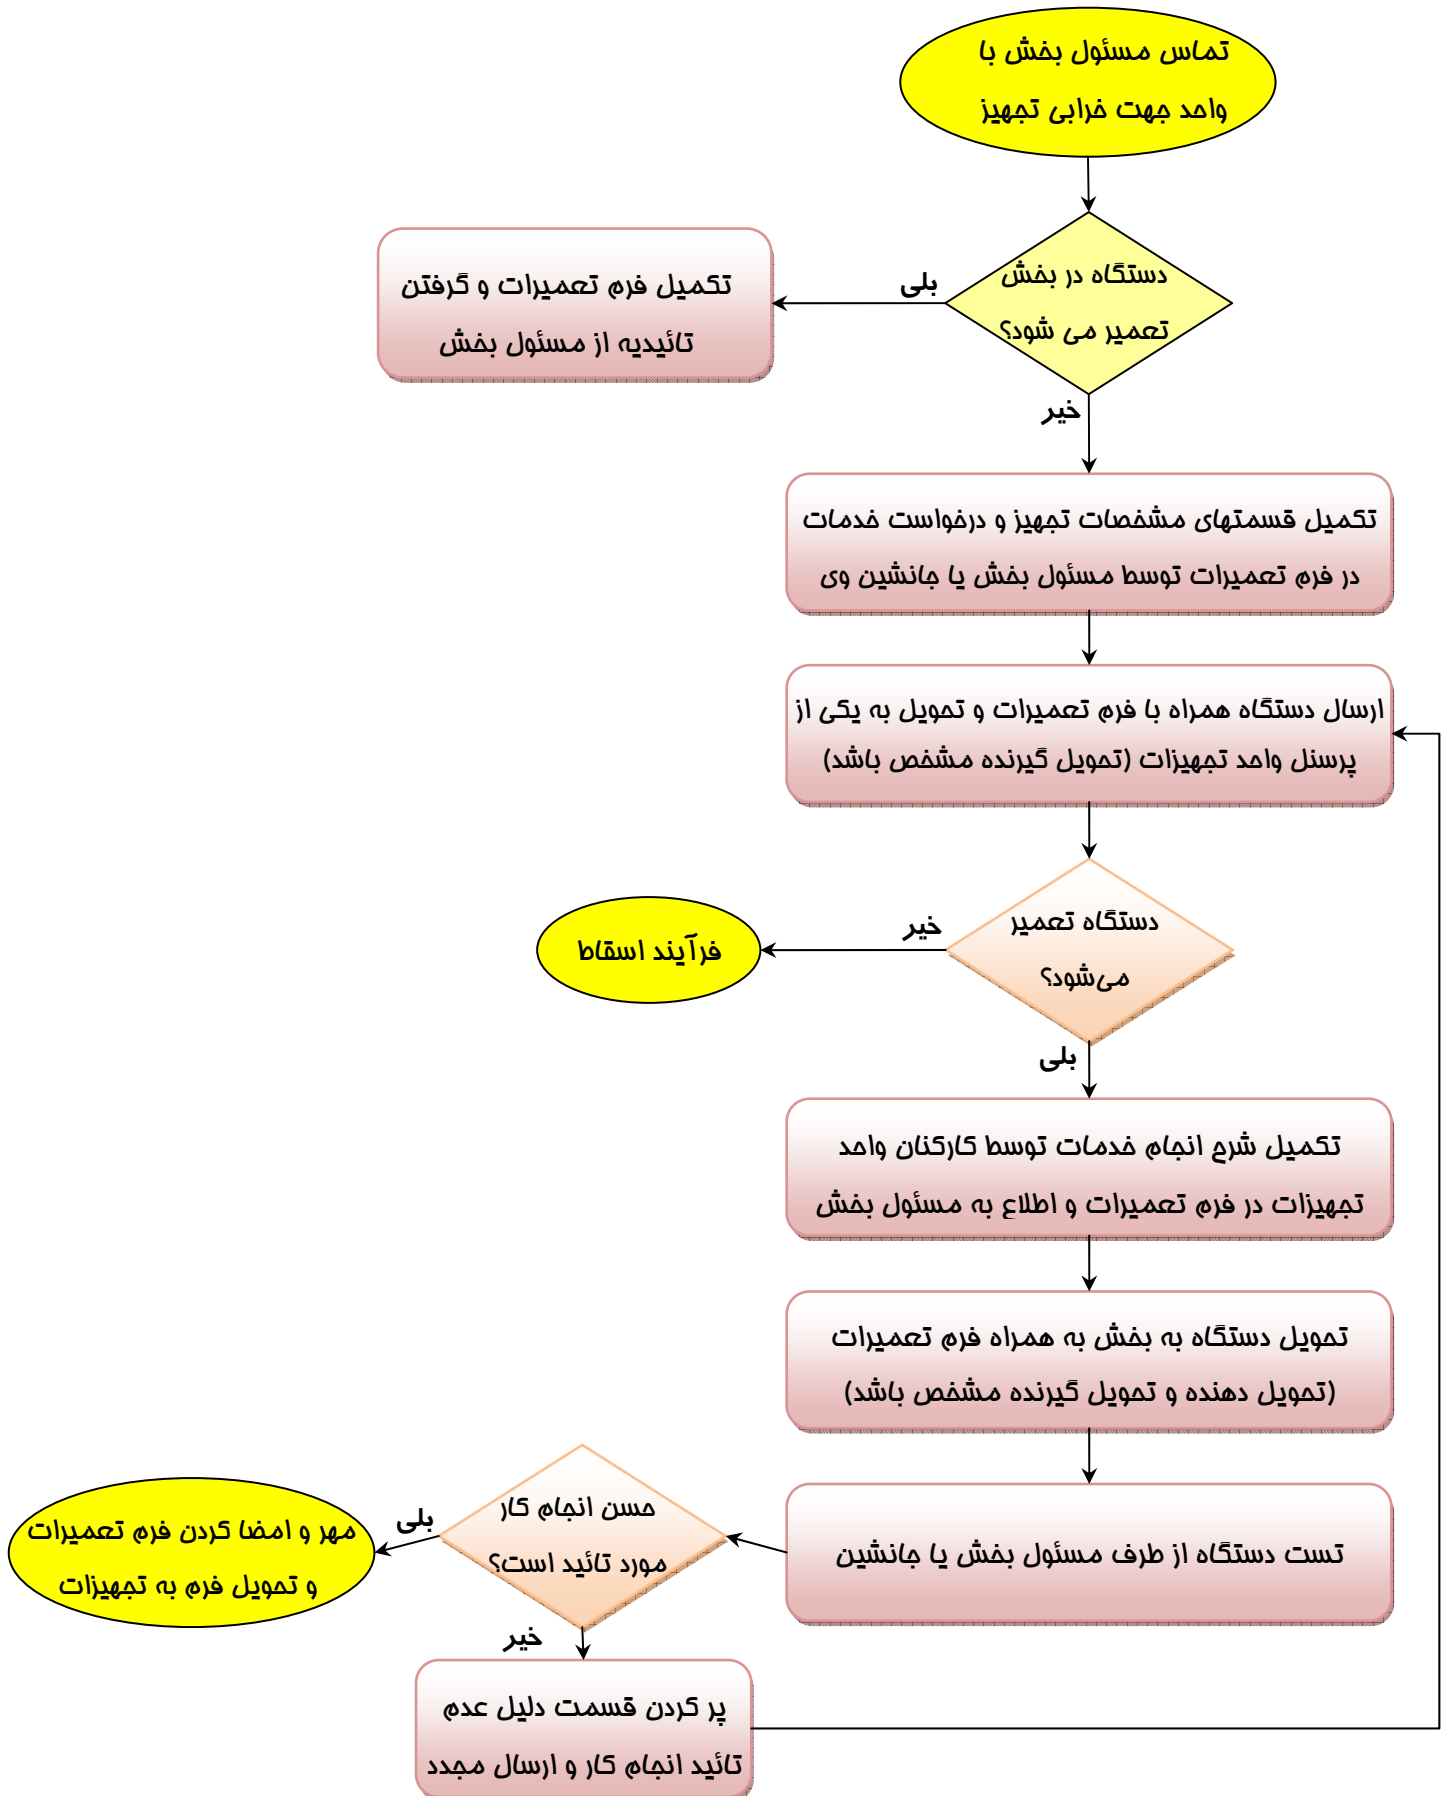 تماس مسئول بخش با
واحد جهت خرابی تجهیز
دستگاه در بخش
تعمیر می شود؟
بلی
تکمیل فرم تعمیرات و گرفتن
تائیدیه از مسئول بخش
خیر
تکمیل قسمتهای مشخصات تجهیز و درخواست خدمات
در فرم تعمیرات توسط مسئول بخش یا جانشین وی
ارسال دستگاه همراه با فرم تعمیرات و تحویل به یکی از
پرسنل واحد تجهیزات (تحویل گیرنده مشخص باشد)
دستگاه تعمیر
می‌شود؟
خیر
فرآیند اسقاط
بلی
تکمیل شرح انجام خدمات توسط کارکنان واحد
تجهیزات در فرم تعمیرات و اطلاع به مسئول بخش
تحویل دستگاه به بخش به همراه فرم تعمیرات
(تحویل دهنده و تحویل گیرنده مشخص باشد)
تست دستگاه از طرف مسئول بخش یا جانشین
حسن انجام کار
مورد تائید است؟
بلی
مهر و امضا کردن فرم تعمیرات
و تحویل فرم به تجهیزات
خیر
پر کردن قسمت دلیل عدم
تائید انجام کار و ارسال مجدد